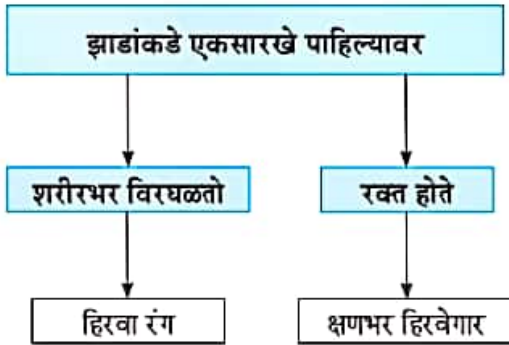 झाडांकडे एकसारखे पाहिल्यावर
शरीरभर विरघळतो
रक्त होते
हिरवा रंग
क्षणभर हिरवेगार